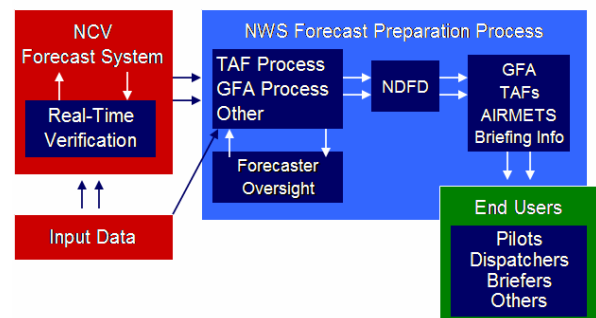 NCV
Forecast System
Real-Time
Verification
Input Data
NWS Forecast Preparation Process
TAF Process
GFA Process
Other
Forecaster
Oversight
NDFD
GFA
TAFs
AIRMETS
Briefing Info
End Users
Pilots
Dispatchers
Briefers
Others